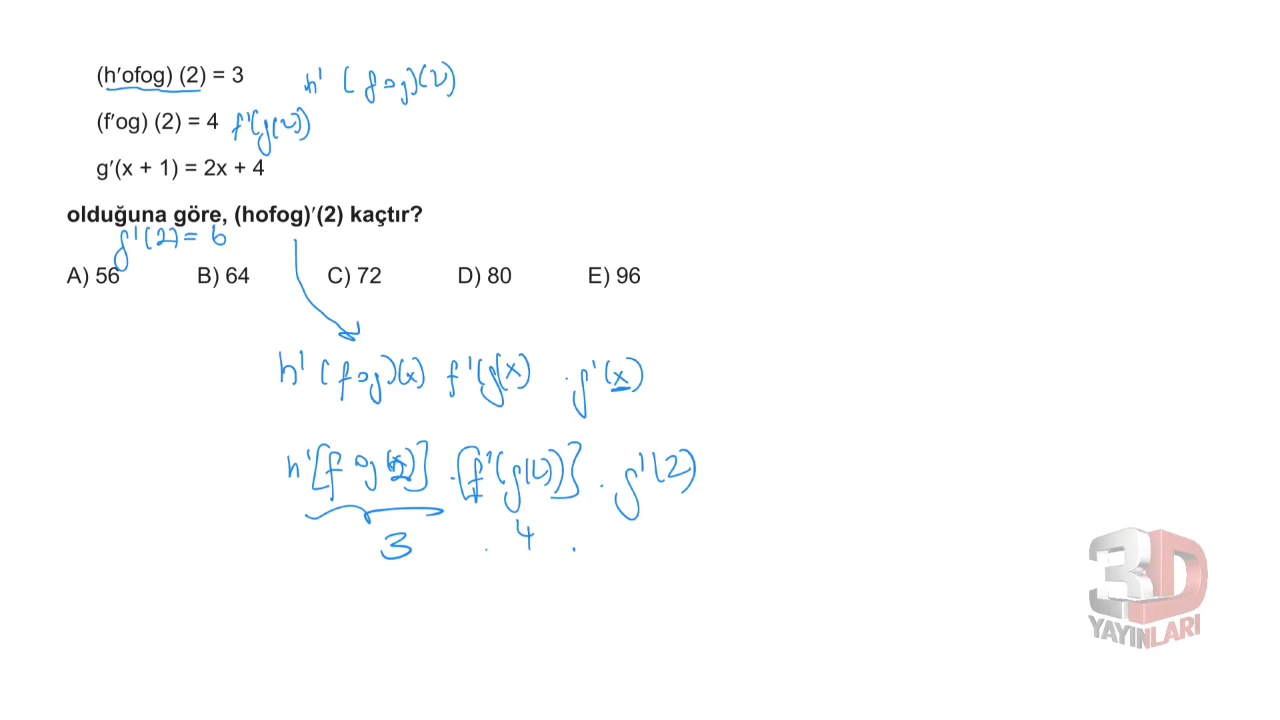 (h'ofog) (2) = 3 h' (fog)(2)
(f'og) (2) = 4 f'(g(2))
g'(x + 1) = 2x + 4
olduğuna göre, (hofog)'(2) kaçtır?
g'(2) = 6
A) 56 B) 64 C) 72 D) 80 E) 96
h' (fog)(x) f'(g(x) . g'(x)
h'[fog(2)] . [f'(g(2))] . g'(2)
3 . 4 .
3D
YAYINLARI